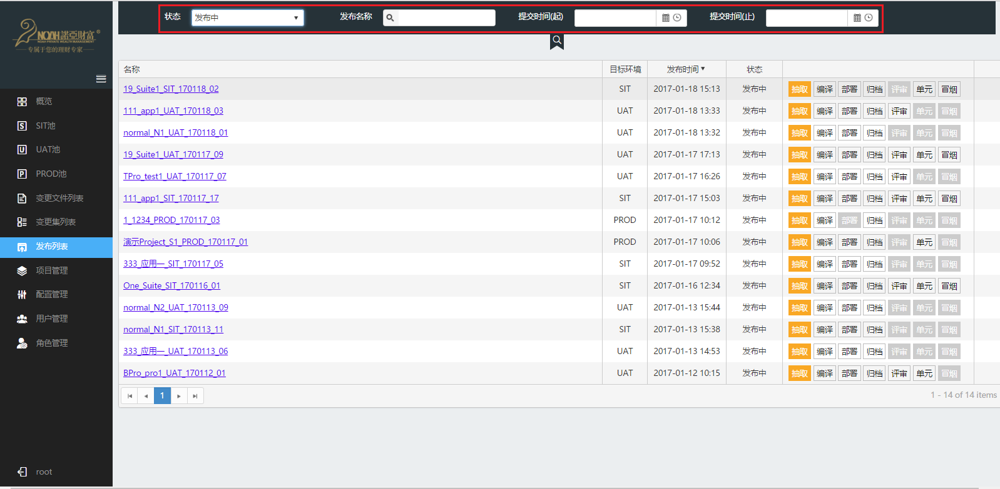 状态 发布中 发布名称 提交时间(起) 提交时间(止)
NOAH 諾亞財富®
NOAH PRIVATE WEALTH MANAGEMENT
专属于您的理财专家
概览
SIT池
UAT池
PROD池
变更文件列表
变更集列表
发布列表
项目管理
配置管理
用户管理
角色管理
root
名称 目标环境 发布时间 状态
19_Suite1_SIT_170118_02 SIT 2017-01-18 15:13 发布中 抽取 编译 部署 归档 评审 单元 冒烟
111_app1_UAT_170118_03 UAT 2017-01-18 13:33 发布中 抽取 编译 部署 归档 评审 单元 冒烟
normal_N1_UAT_170118_01 UAT 2017-01-18 13:32 发布中 抽取 编译 部署 归档 评审 单元 冒烟
19_Suite1_UAT_170117_09 UAT 2017-01-17 17:13 发布中 抽取 编译 部署 归档 评审 单元 冒烟
TPro_test1_UAT_170117_07 UAT 2017-01-17 16:26 发布中 抽取 编译 部署 归档 评审 单元 冒烟
111_app1_SIT_170117_17 SIT 2017-01-17 15:03 发布中 抽取 编译 部署 归档 评审 单元 冒烟
1_1234_PROD_170117_03 PROD 2017-01-17 10:12 发布中 抽取 编译 部署 归档 评审 单元 冒烟
演示Project_S1_PROD_170117_01 PROD 2017-01-17 10:06 发布中 抽取 编译 部署 归档 评审 单元 冒烟
333_应用一_SIT_170117_05 SIT 2017-01-17 09:52 发布中 抽取 编译 部署 归档 评审 单元 冒烟
One_Suite_SIT_170116_01 SIT 2017-01-16 12:34 发布中 抽取 编译 部署 归档 评审 单元 冒烟
normal_N2_UAT_170113_09 UAT 2017-01-13 15:44 发布中 抽取 编译 部署 归档 评审 单元 冒烟
normal_N1_SIT_170113_11 SIT 2017-01-13 15:38 发布中 抽取 编译 部署 归档 评审 单元 冒烟
333_应用一_UAT_170113_06 UAT 2017-01-13 14:53 发布中 抽取 编译 部署 归档 评审 单元 冒烟
BPro_pro1_UAT_170112_01 UAT 2017-01-12 10:15 发布中 抽取 编译 部署 归档 评审 单元 冒烟
1 1 - 14 of 14 items